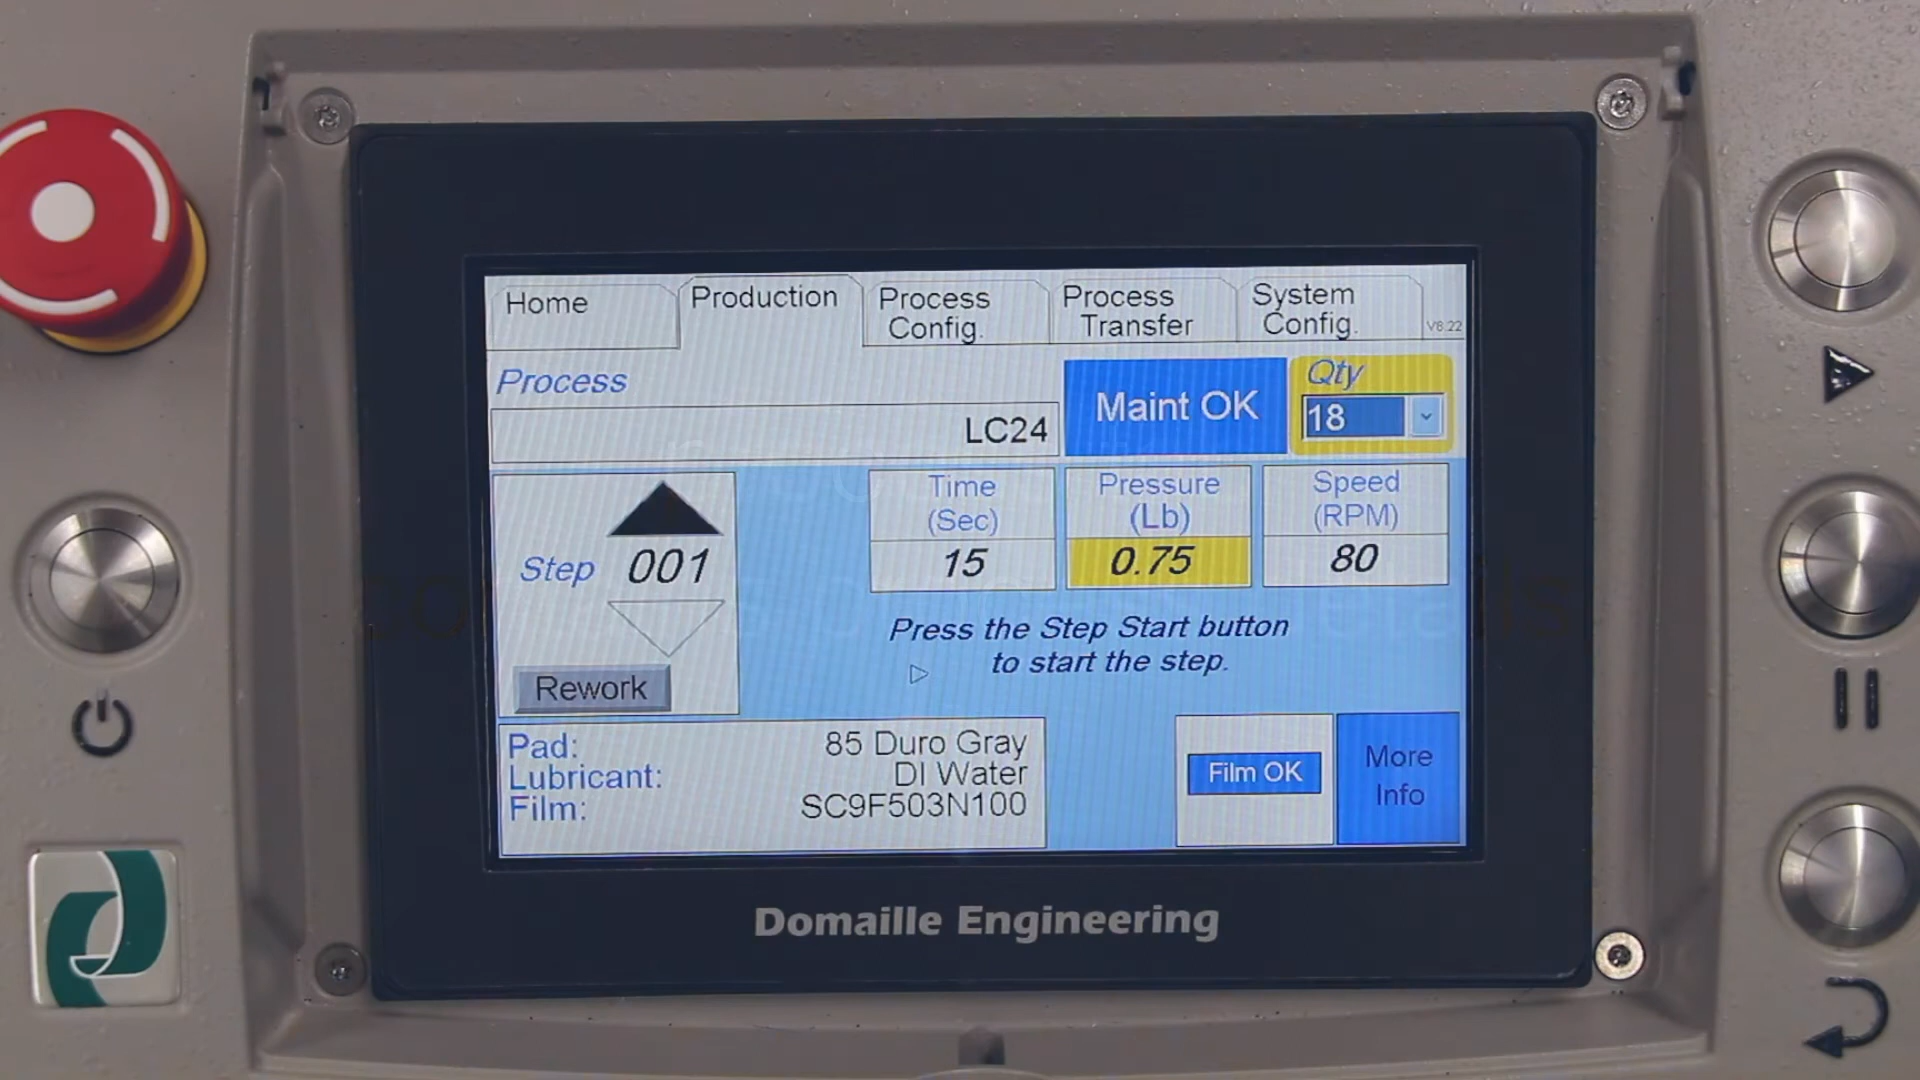 Home
Production
Process
Config.
Process
Transfer
System
Config.
V8.22
Process
LC24
Maint OK
Qty
18
Step 001
Rework
Time
(Sec)
15
Pressure
(Lb)
0.75
Speed
(RPM)
80
Press the Step Start button
to start the step.
Pad: 85 Duro Gray
Lubricant: DI Water
Film: SC9F503N100
Film OK
More
Info
Domaille Engineering